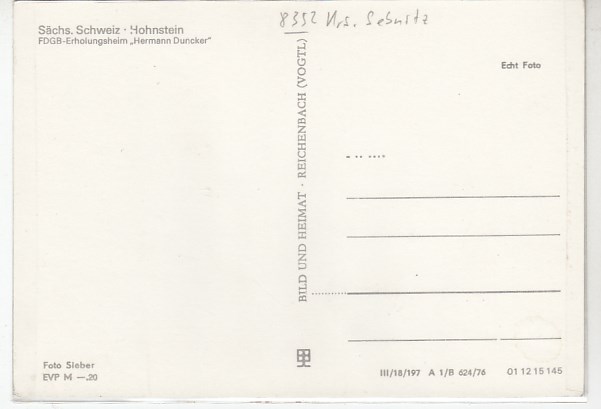 8352 Krs. Sebnitz
Sächs. Schweiz · Hohnstein
FDGB-Erholungsheim „Hermann Duncker"
Echt Foto
BILD UND HEIMAT · REICHENBACH (VOGTL)
Foto Sieber
EVP M —.20
III/18/197 A 1/B 624/76 01 12 15 145